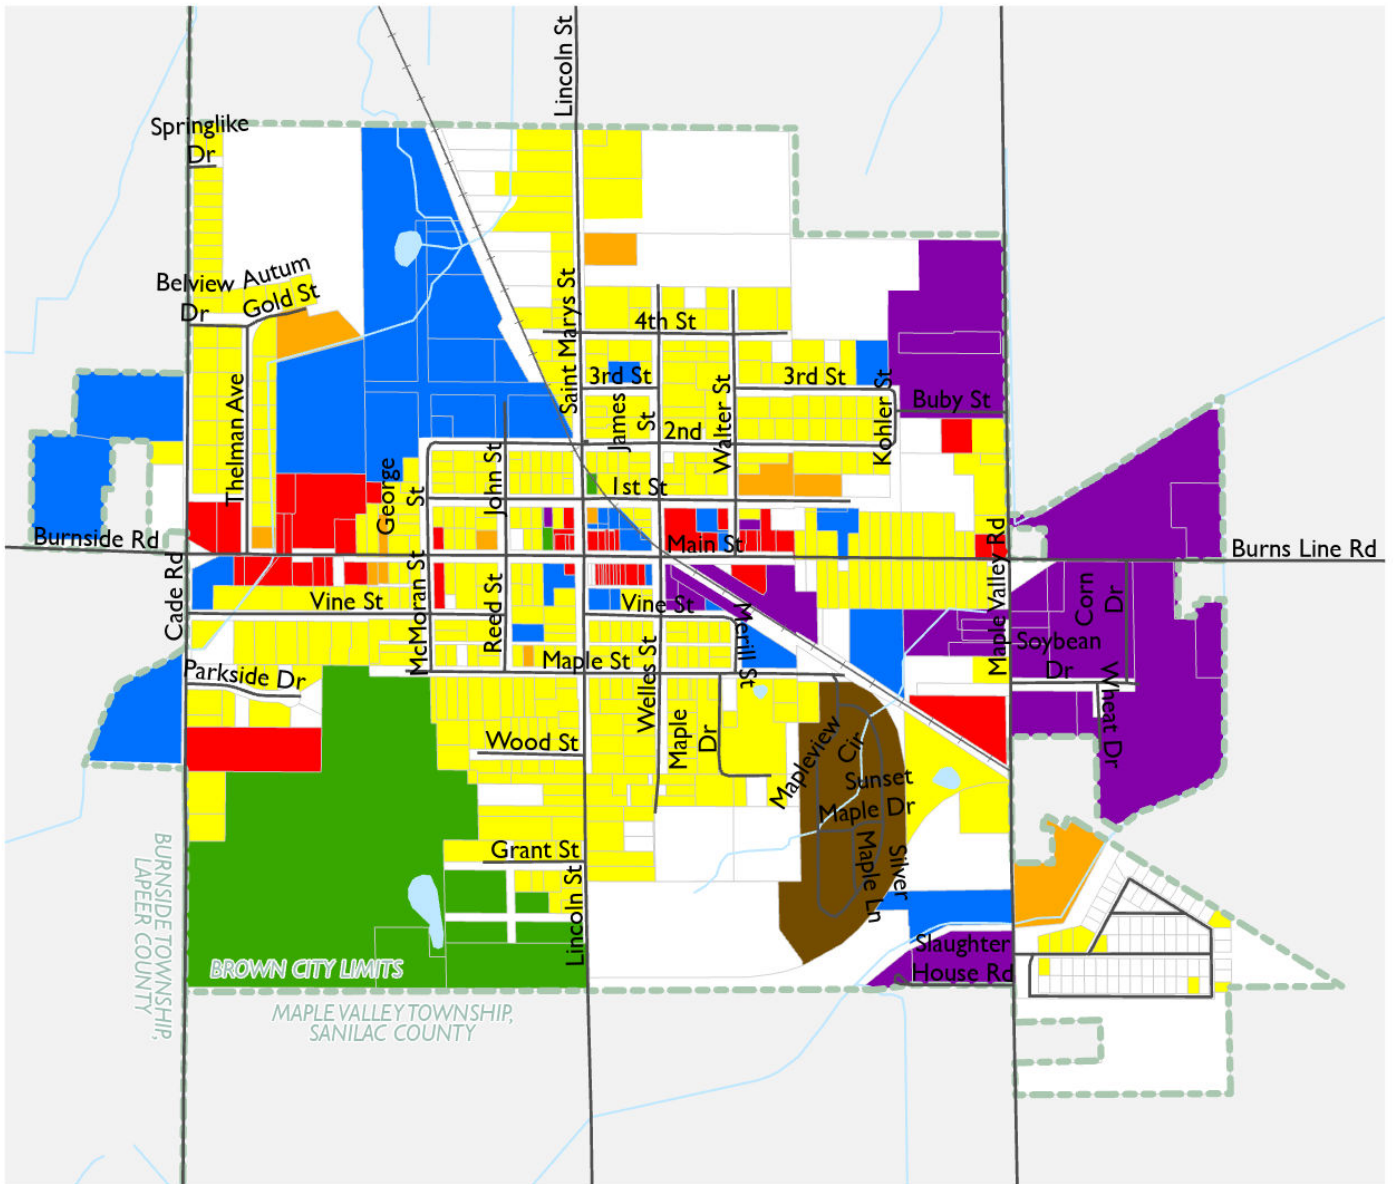 Lincoln St
Springlike
Dr
Belview
Dr
Autum
Gold St
Saint Marys St
4th St
3rd St
3rd St
Buby St
Thelman Ave
James
St
2nd
Walter St
Kohler St
George
St
John St
1st St
Burnside Rd
Main St
Burns Line Rd
Cade Rd
Vine St
McMoran St
Reed St
Vine St
Merrill St
Maple Valley Rd
Corn
Dr
Soybean
Dr
Wheat Dr
Parkside Dr
Maple St
Welles St
Wood St
Maple
Dr
Mapleview
Cir
Sunset
Maple Dr
Silver
Maple Ln
Grant St
Lincoln St
Slaughter
House Rd
BROWN CITY LIMITS
BURNSIDE TOWNSHIP,
LAPEER COUNTY
MAPLE VALLEY TOWNSHIP,
SANILAC COUNTY